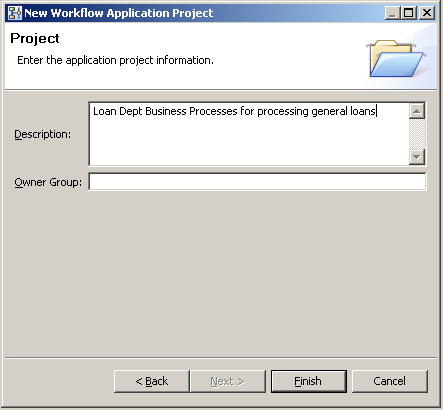 New Workflow Application Project
Project
Enter the application project information.
Description:
Loan Dept Business Processes for processing general loans
Owner Group:
< Back
Next >
Finish
Cancel